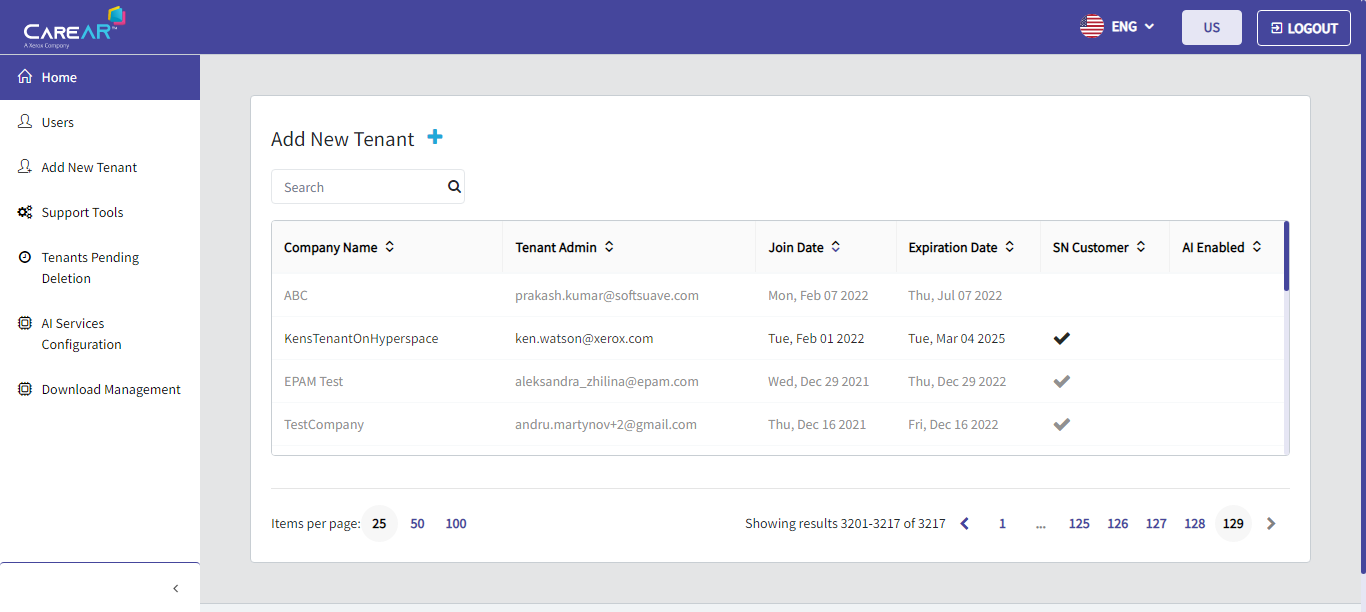 CAREAR™
A Xerox Company
ENG
US
LOGOUT
Home
Users
Add New Tenant
Support Tools
Tenants Pending
Deletion
AI Services
Configuration
Download Management
Add New Tenant
Search
Company Name Tenant Admin Join Date Expiration Date SN Customer AI Enabled
ABC prakash.kumar@softsuave.com Mon, Feb 07 2022 Thu, Jul 07 2022
KensTenantOnHyperspace ken.watson@xerox.com Tue, Feb 01 2022 Tue, Mar 04 2025
EPAM Test aleksandra_zhilina@epam.com Wed, Dec 29 2021 Thu, Dec 29 2022
TestCompany andru.martynov+2@gmail.com Thu, Dec 16 2021 Fri, Dec 16 2022
Items per page: 25 50 100 Showing results 3201-3217 of 3217 1 ... 125 126 127 128 129